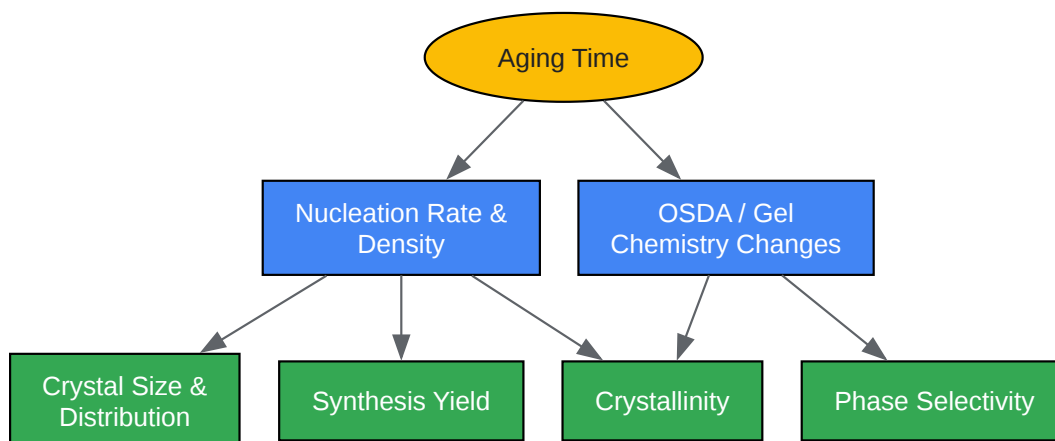 Aging Time
Nucleation Rate &
Density
OSDA / Gel
Chemistry Changes
Crystal Size &
Distribution
Synthesis Yield
Crystallinity
Phase Selectivity